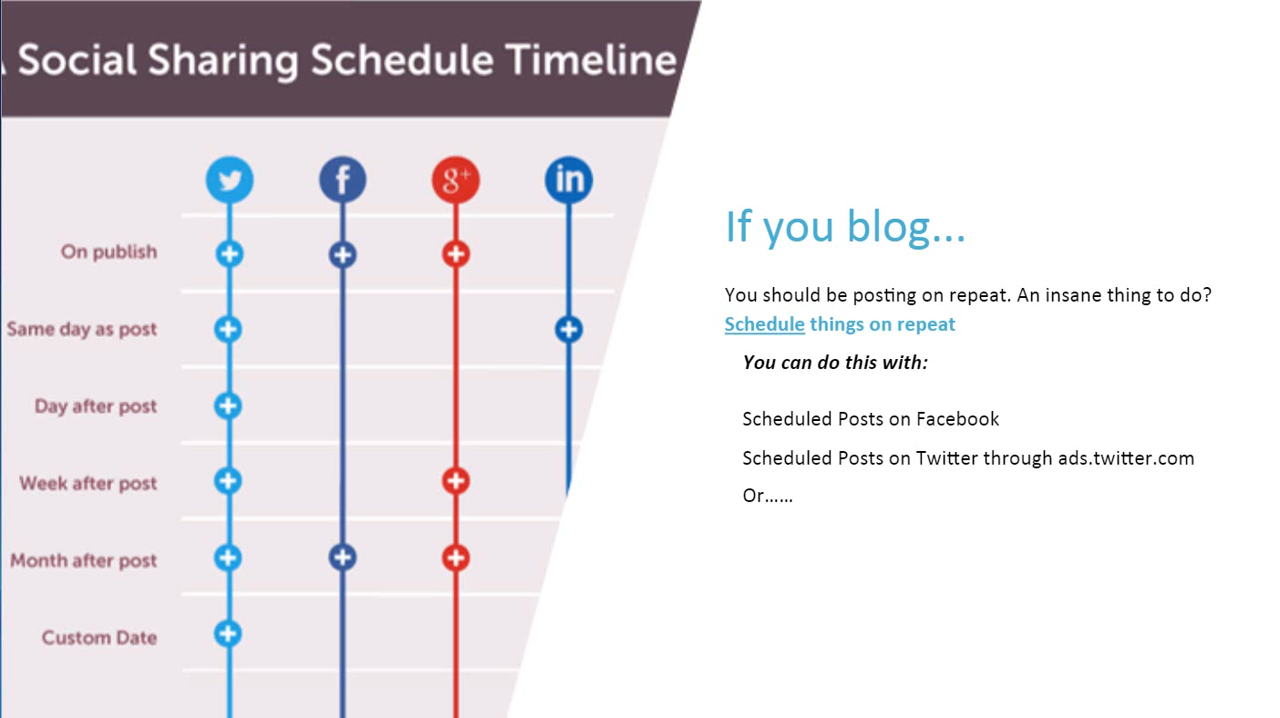 Social Sharing Schedule Timeline
f
g+
in
On publish
Same day as post
Day after post
Week after post
Month after post
Custom Date
If you blog...
You should be posting on repeat. An insane thing to do?
Schedule things on repeat
You can do this with:
Scheduled Posts on Facebook
Scheduled Posts on Twitter through ads.twitter.com
Or……